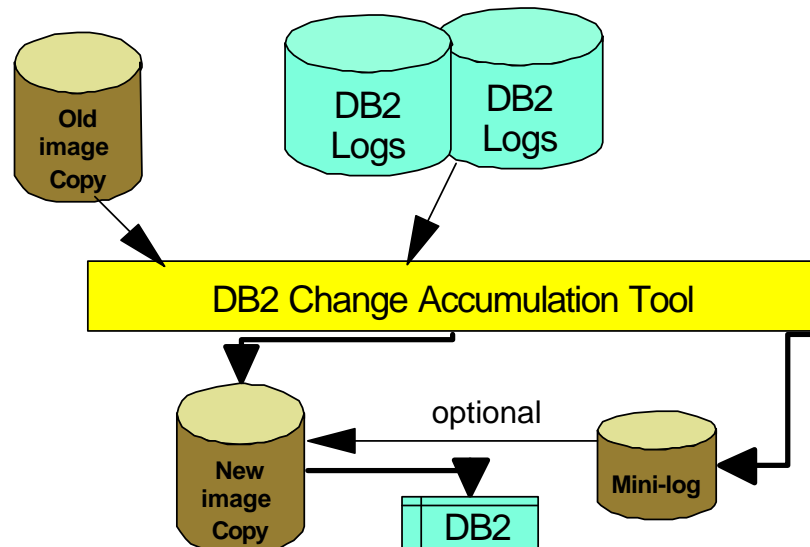 Old
image
Copy
DB2
Logs
DB2
Logs
DB2 Change Accumulation Tool
optional
New
image
Copy
Mini-log
DB2